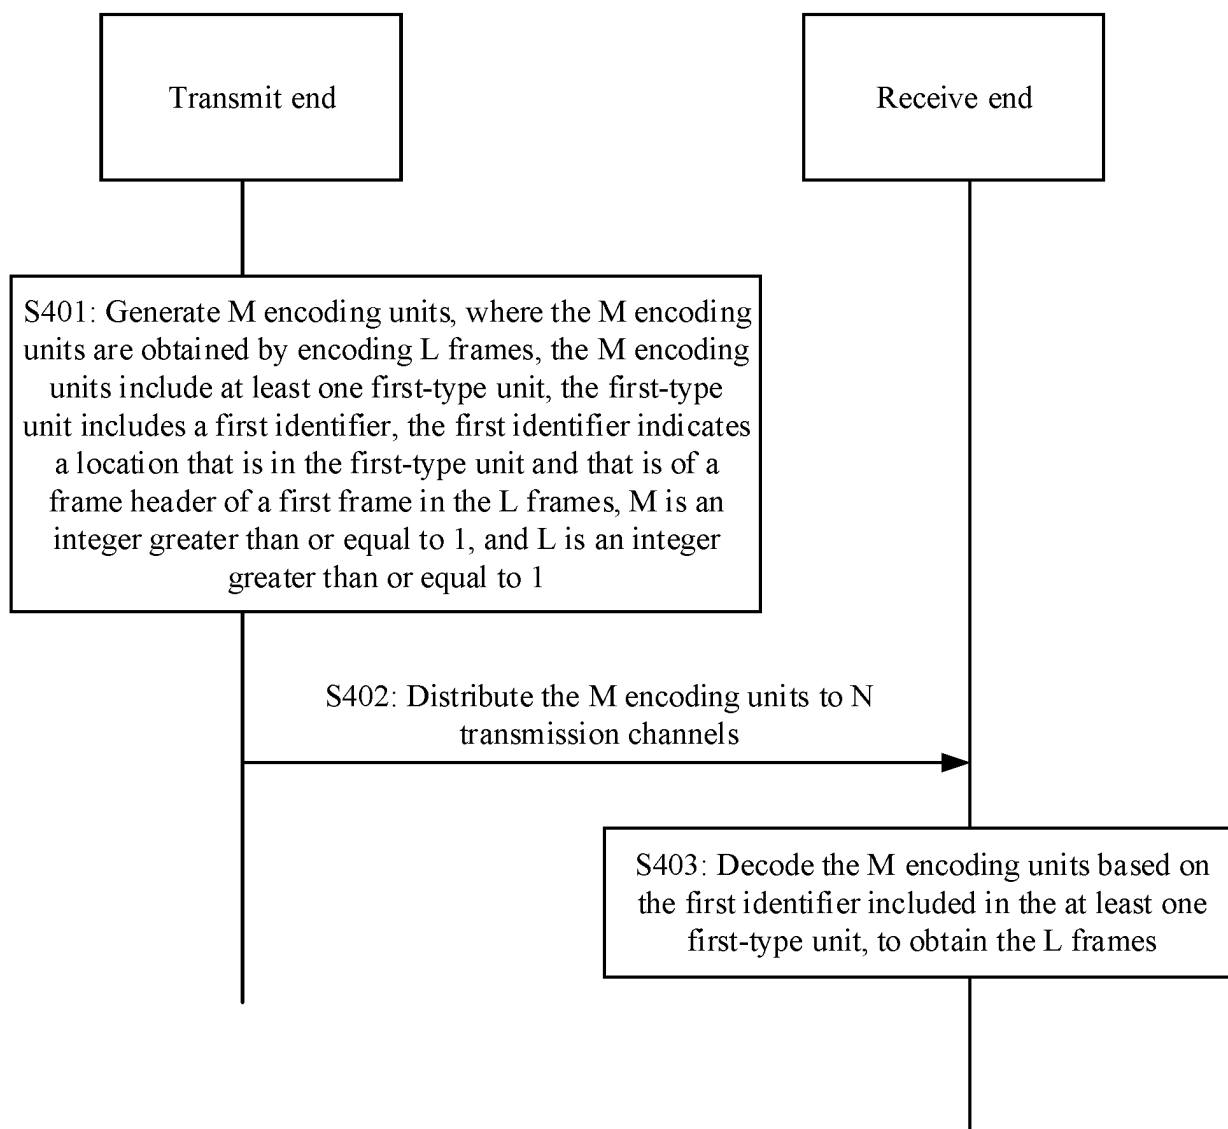 Transmit end
Receive end
S401: Generate M encoding units, where the M encoding
units are obtained by encoding L frames, the M encoding
units include at least one first-type unit, the first-type
unit includes a first identifier, the first identifier indicates
a location that is in the first-type unit and that is of a
frame header of a first frame in the L frames, M is an
integer greater than or equal to 1, and L is an integer
greater than or equal to 1
S402: Distribute the M encoding units to N
transmission channels
S403: Decode the M encoding units based on
the first identifier included in the at least one
first-type unit, to obtain the L frames